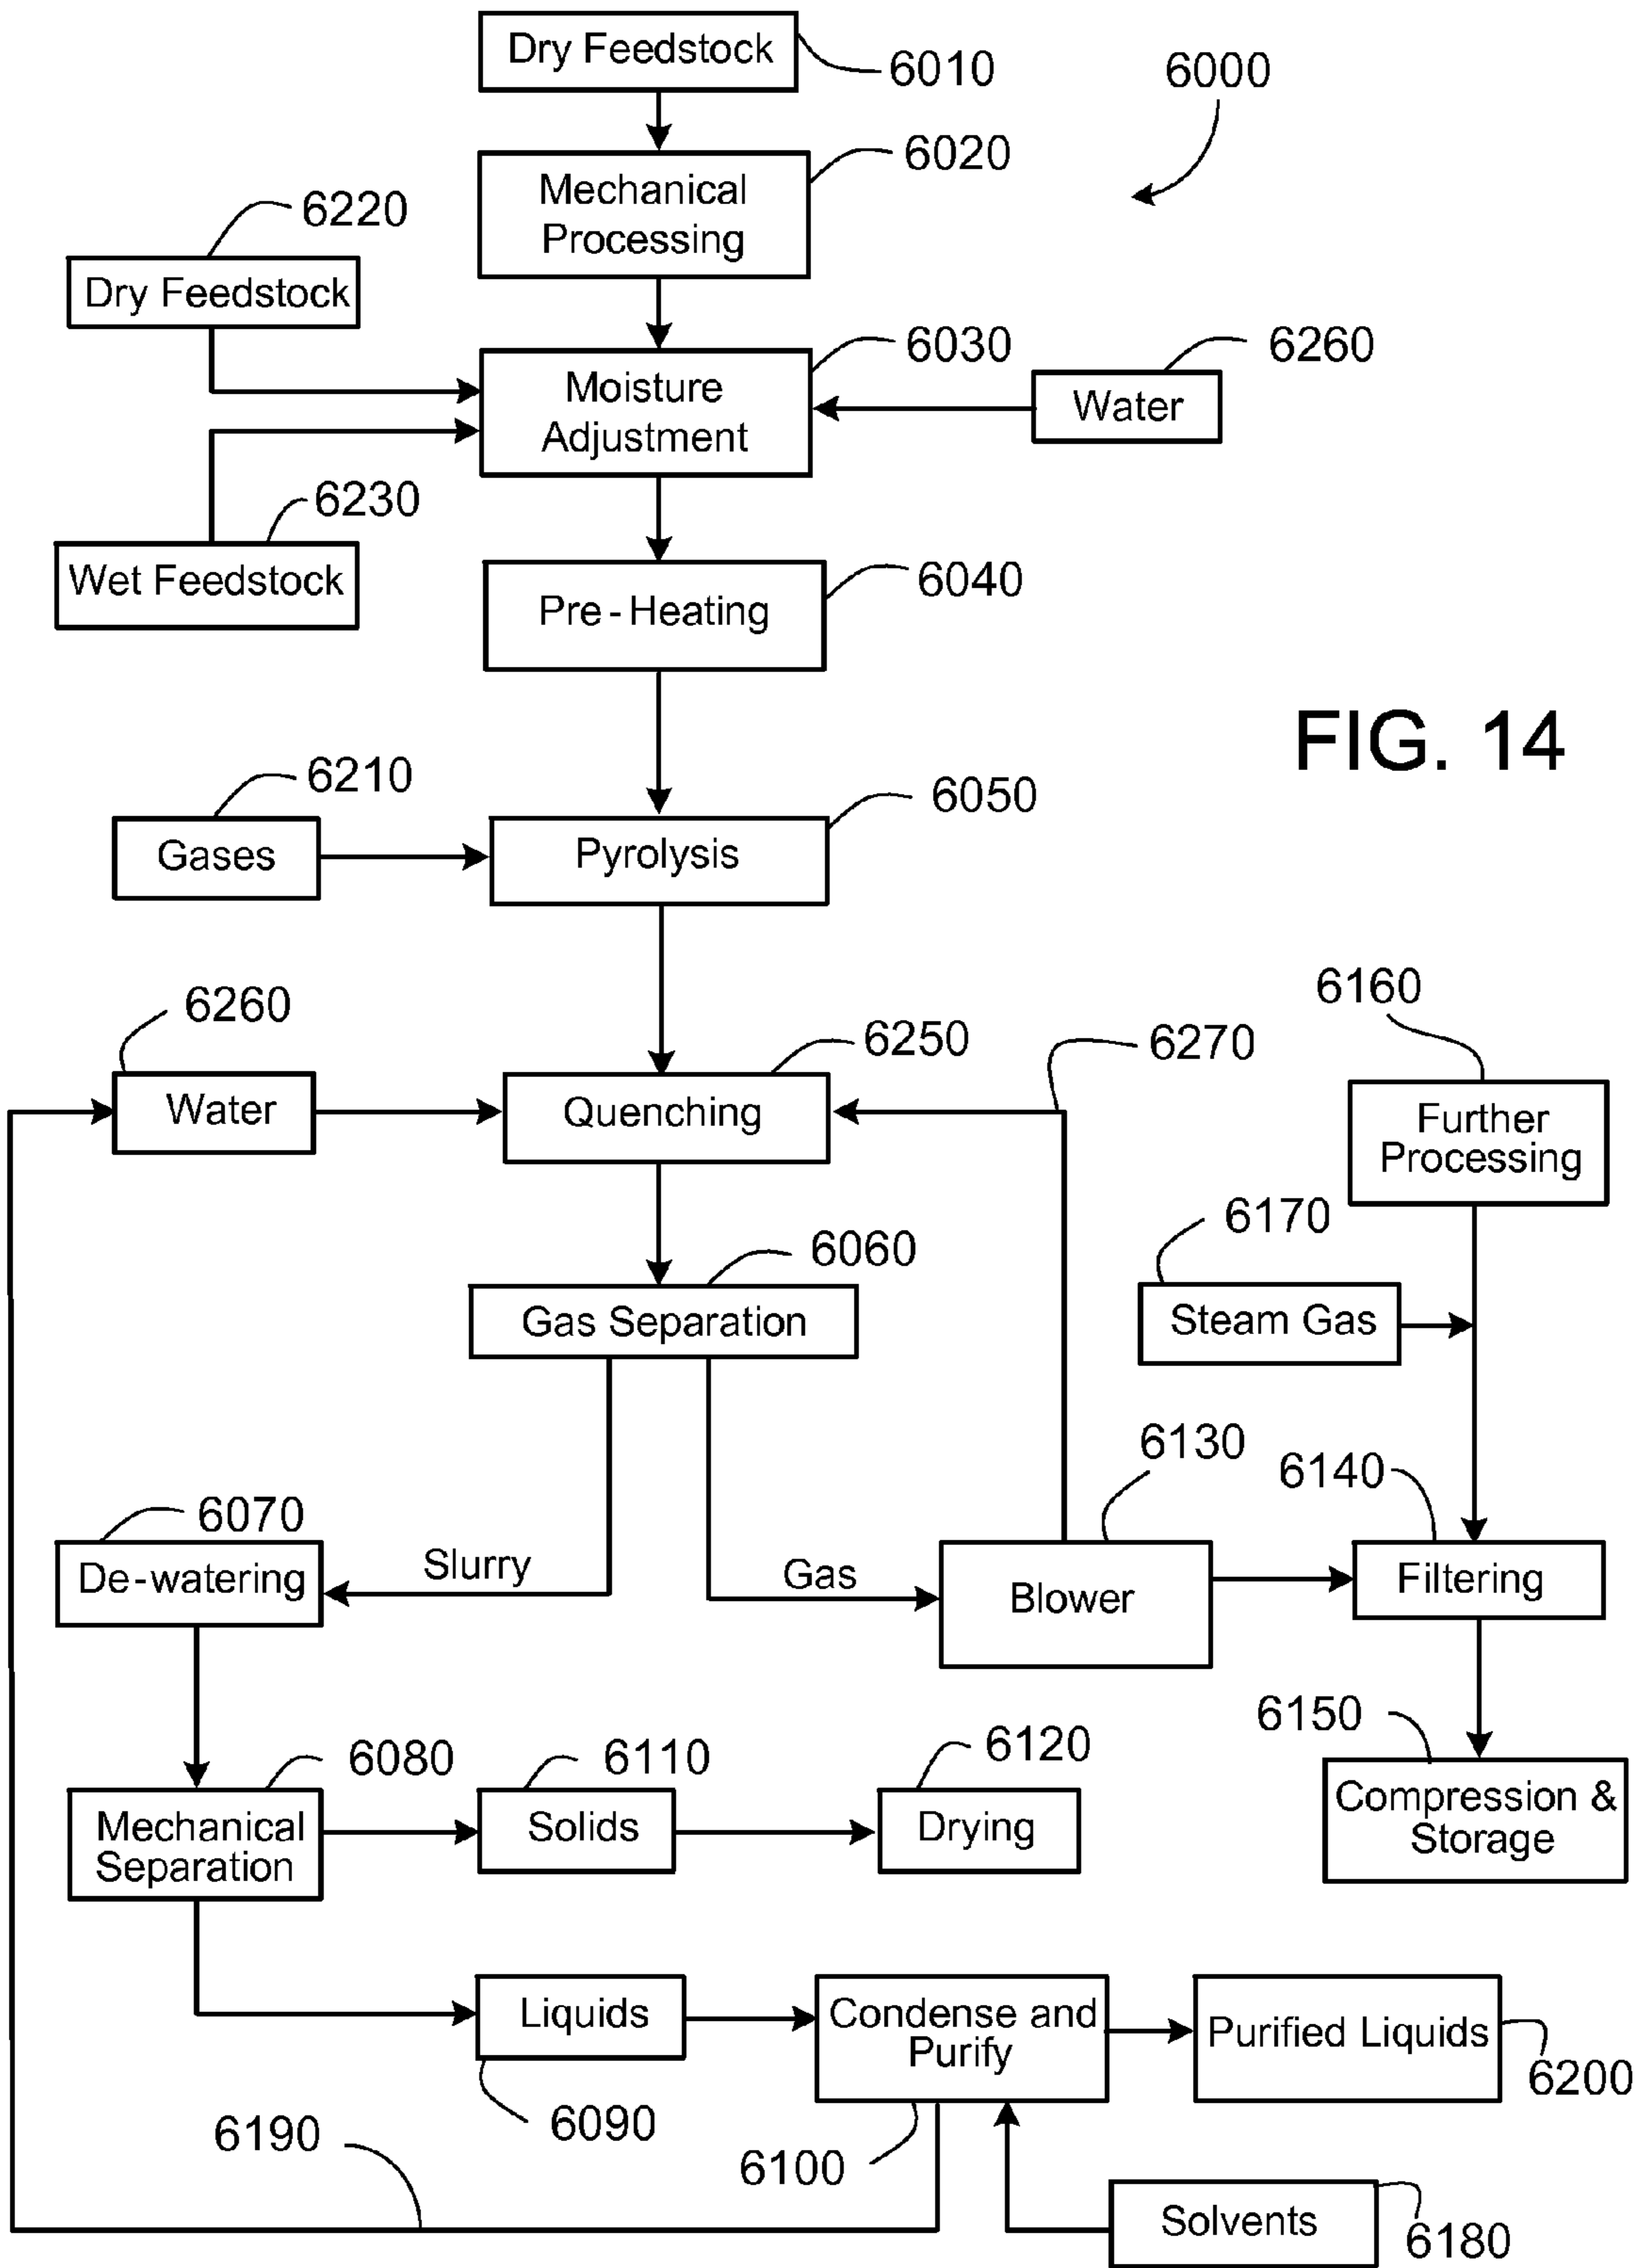 Dry Feedstock
6010
6000
Mechanical
Processing
6020
6220
Dry Feedstock
Moisture
Adjustment
6030
6260
Water
6230
Wet Feedstock
Pre-Heating
6040
FIG. 14
6210
Gases
Pyrolysis
6050
6260
Water
Quenching
6250
6270
6160
Further
Processing
6170
Steam Gas
6060
Gas Separation
6070
De-watering
Slurry
Gas
6130
Blower
6140
Filtering
6150
Compression &
Storage
6080
Mechanical
Separation
6110
Solids
6120
Drying
Liquids
6090
Condense and
Purify
6100
Purified Liquids
6200
6190
Solvents
6180